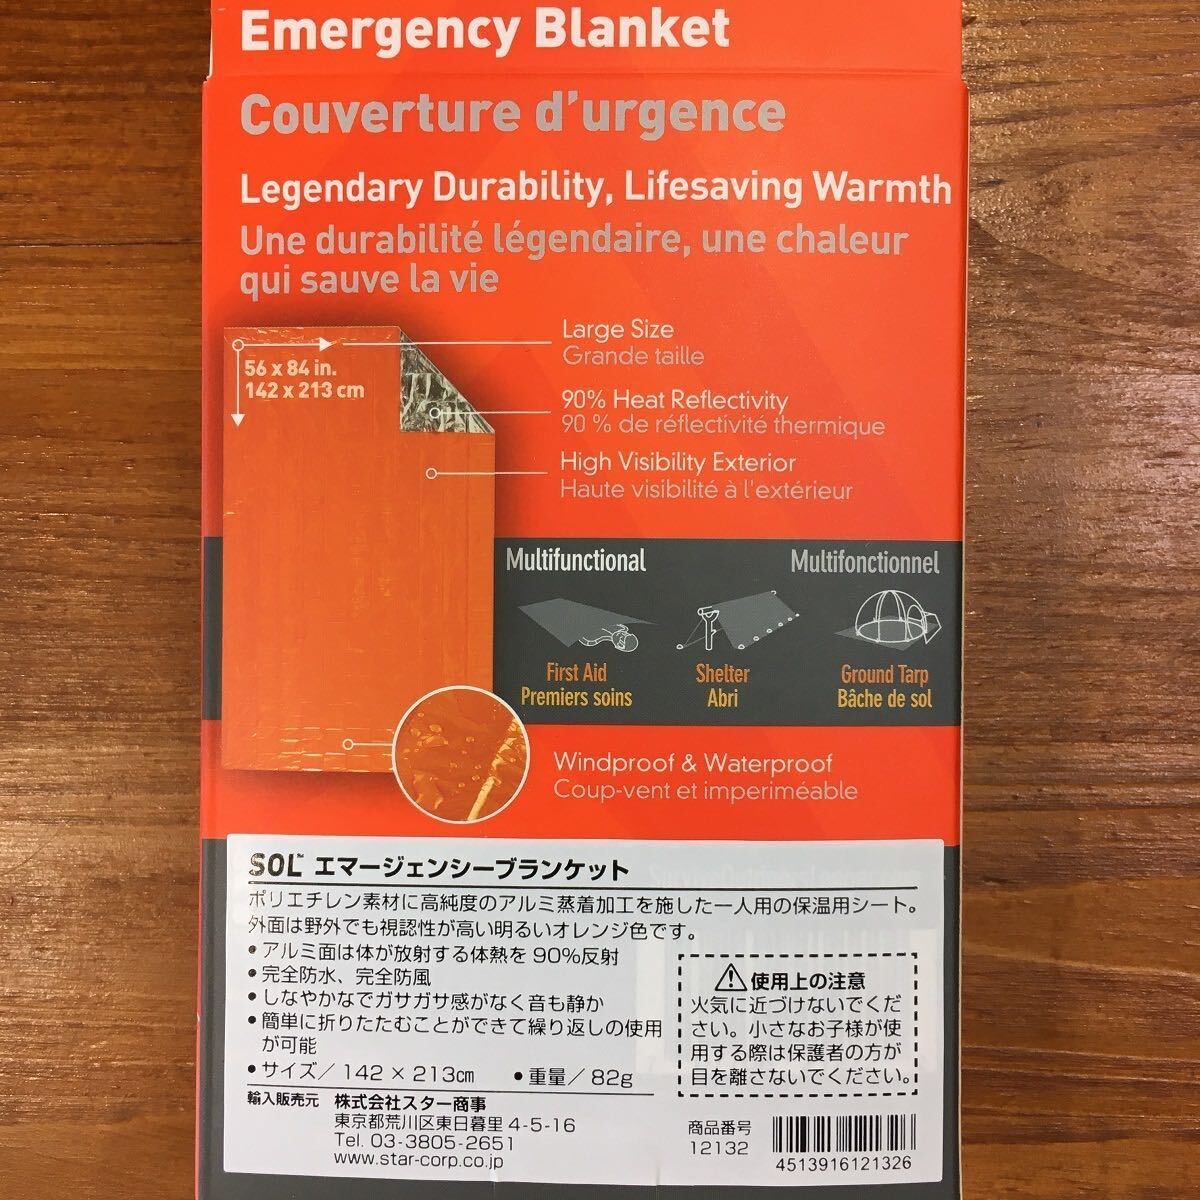 Emergency Blanket
Couverture d'urgence
Legendary Durability, Lifesaving Warmth
Une durabilité légendaire, une chaleur
qui sauve la vie
56 x 84 in.
142 x 213 cm
Large Size
Grande taille
90% Heat Reflectivity
90 % de réflectivité thermique
High Visibility Exterior
Haute visibilité à l'extérieur
Multifunctional
Multifonctionnel
First Aid
Premiers soins
Shelter
Abri
Ground Tarp
Bâche de sol
Windproof & Waterproof
Coup-vent et imperiméable
SOL™ エマージェンシーブランケット
ポリエチレン素材に高純度のアルミ蒸着加工を施した一人用の保温用シート。
外面は野外でも視認性が高い明るいオレンジ色です。
• アルミ面は体が放射する体熱を 90%反射
• 完全防水、完全防風
• しなやかなでガサガサ感がなく音も静か
• 簡単に折りたたむことができて繰り返しの使用
が可能
• サイズ/ 142 × 213㎝ • 重量/ 82g
⚠使用上の注意
火気に近づけないでくだ
さい。小さなお子様が使
用する際は保護者の方が
目を離さないでください。
輸入販売元 株式会社スター商事
東京都荒川区東日暮里 4-5-16
Tel. 03-3805-2651
www.star-corp.co.jp
商品番号
12132
4513916121326